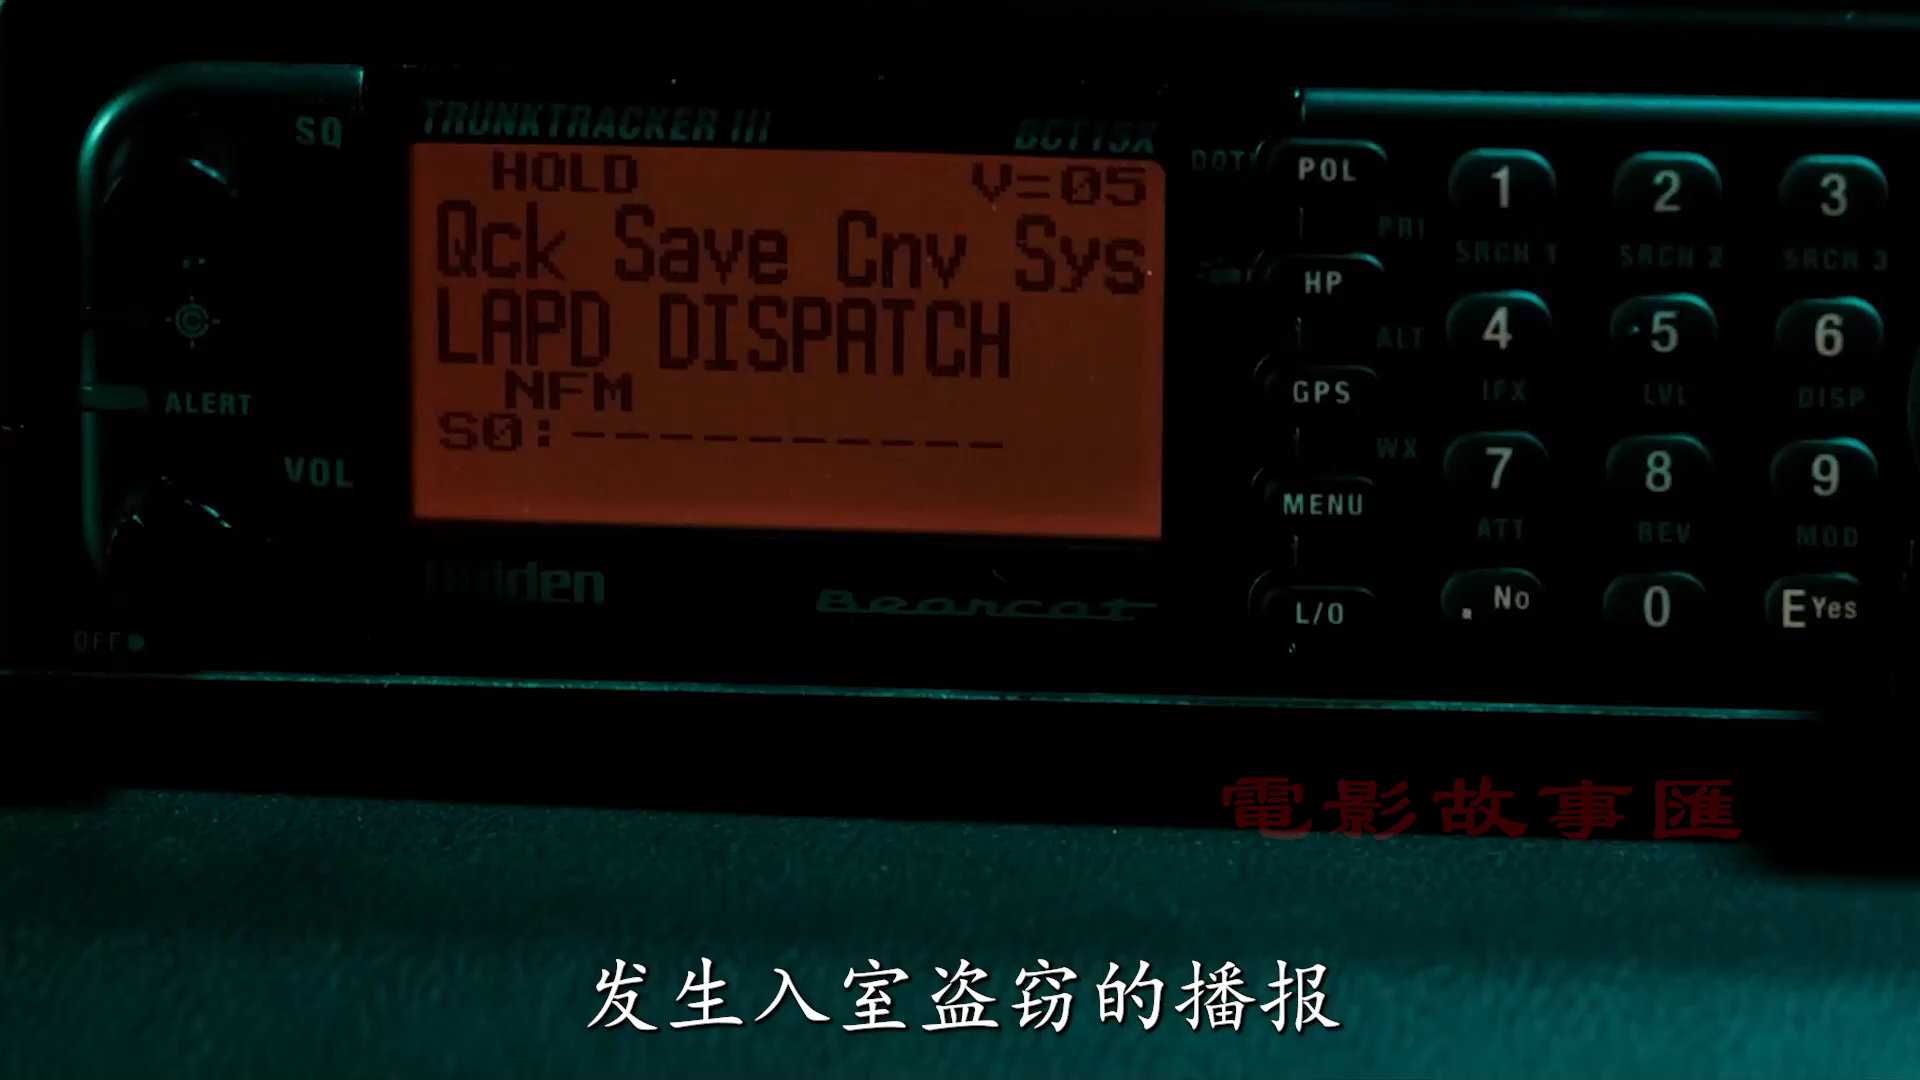 SQ
TRUNKTRACKER III
BCT15X
HOLD
V=05
Qck Save Cnv Sys
LAPD DISPATCH
NFM
S0:-----------
ALERT
VOL
OFF
Uniden
Bearcat
POL
PRI
HP
ALT
GPS
WX
MENU
L/O
1 2 3
SRCH 1 SRCH 2 SRCH 3
4 5 6
IFX LVL DISP
7 8 9
ATT REV MOD
. No 0 E Yes
電影故事匯
发生入室盗窃的播报